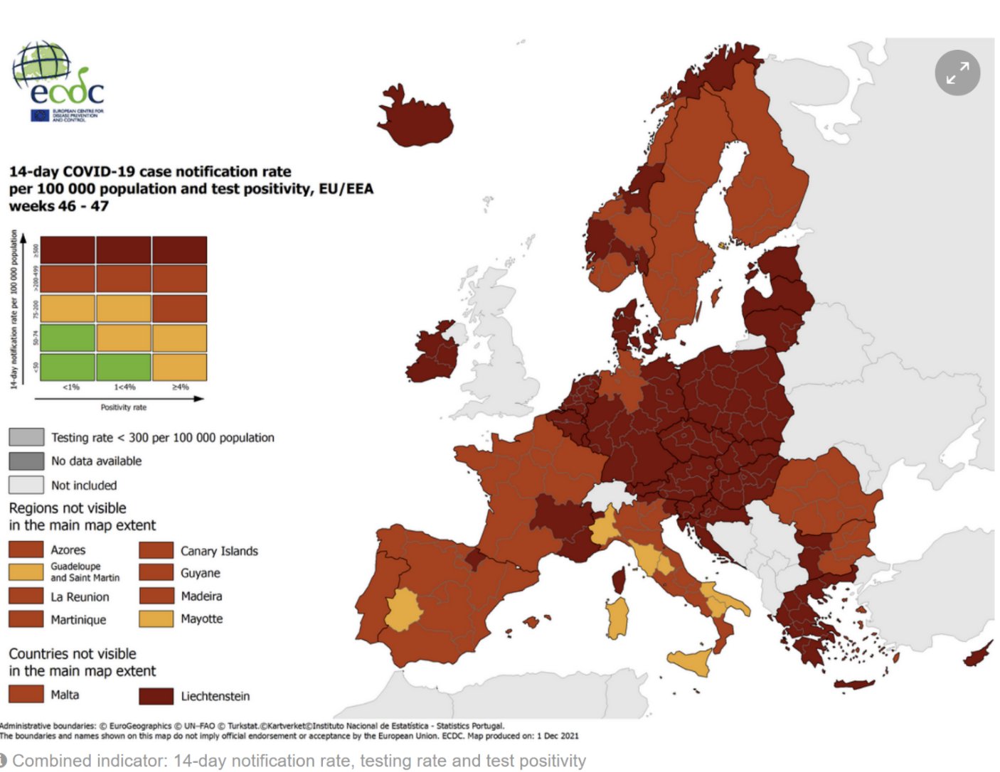 ecdc
EUROPEAN CENTRE FOR
DISEASE PREVENTION
AND CONTROL
14-day COVID-19 case notification rate
per 100 000 population and test positivity, EU/EEA
weeks 46 - 47
14-day notification rate per 100 000 population
≥500
>200-499
75-200
50-74
<50
<1%
1<4%
≥4%
Positivity rate
Testing rate < 300 per 100 000 population
No data available
Not included
Regions not visible
in the main map extent
Azores
Canary Islands
Guadeloupe
and Saint Martin
Guyane
La Reunion
Madeira
Martinique
Mayotte
Countries not visible
in the main map extent
Malta
Liechtenstein
Administrative boundaries: © EuroGeographics © UN–FAO © Turkstat.©Kartverket©Instituto Nacional de Estatística - Statistics Portugal.
The boundaries and names shown on this map do not imply official endorsement or acceptance by the European Union. ECDC. Map produced on: 1 Dec 2021
Combined indicator: 14-day notification rate, testing rate and test positivity